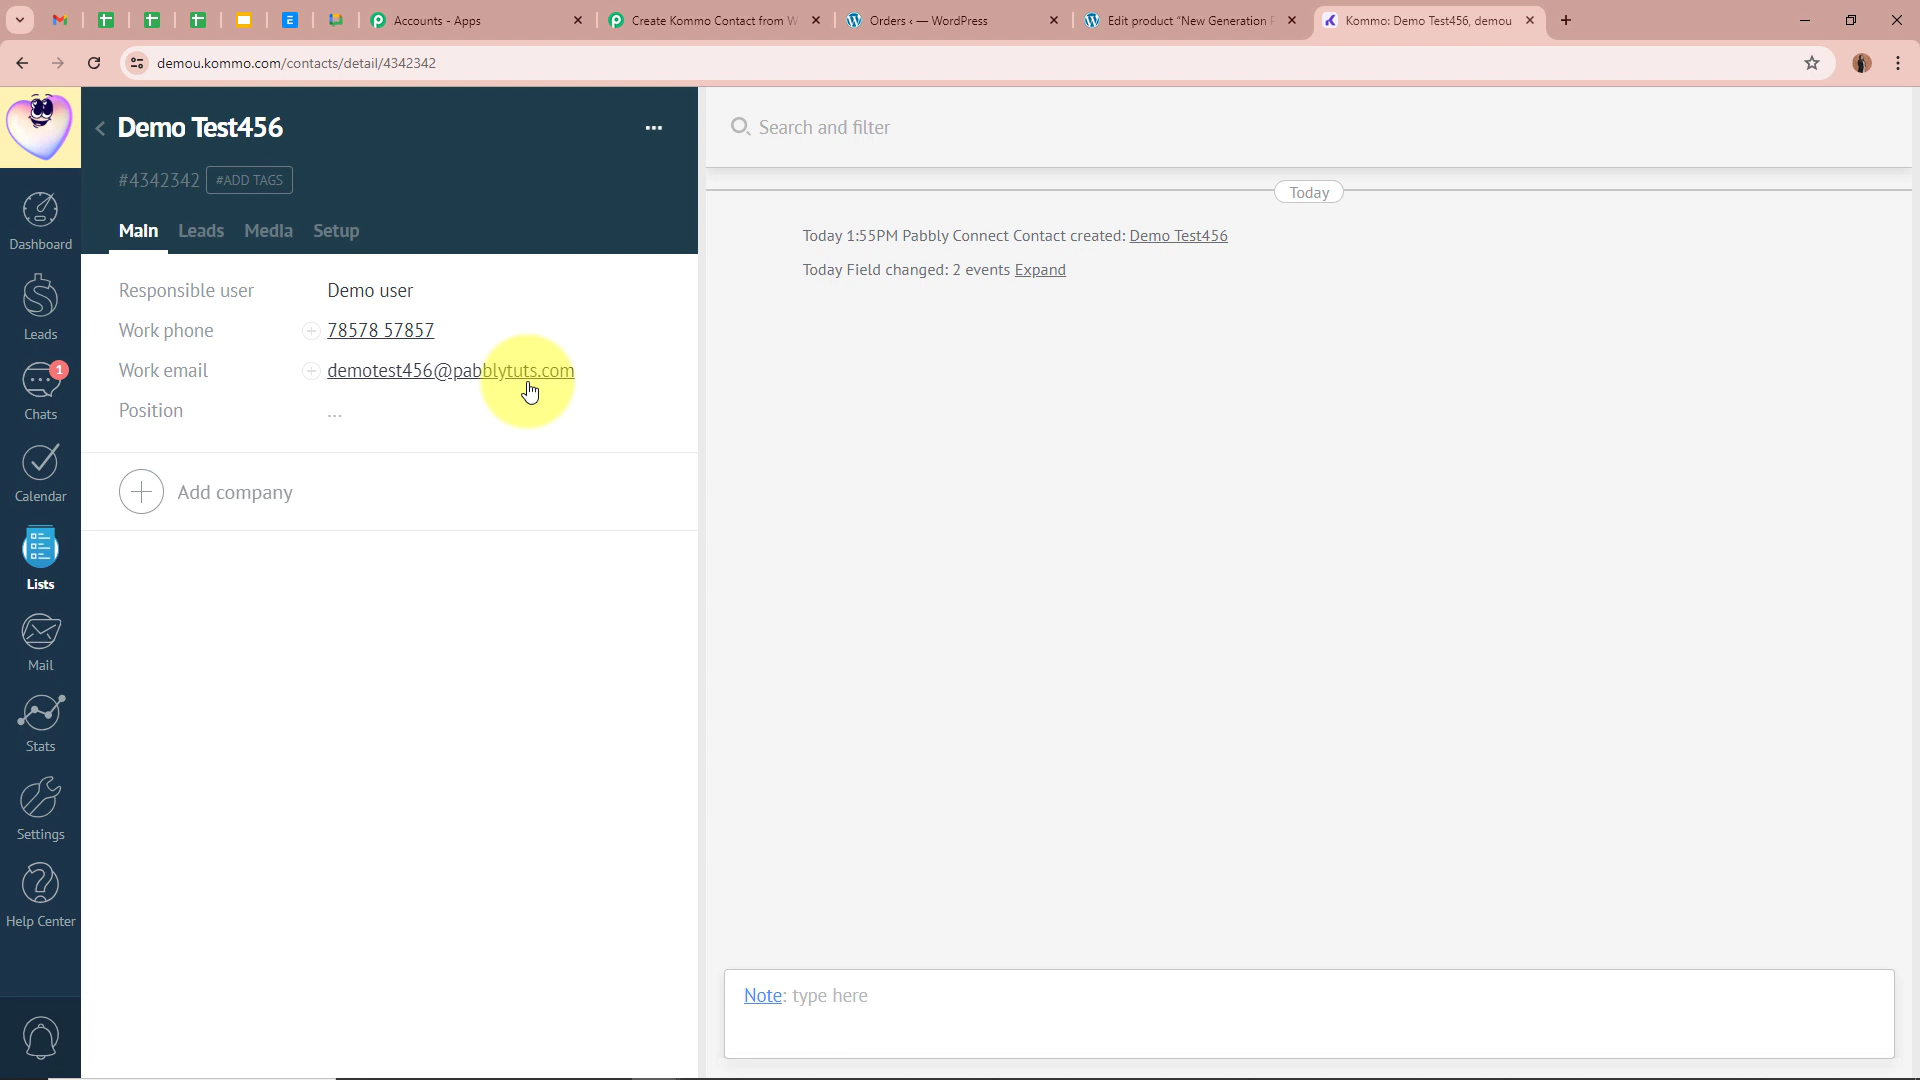 Accounts - Apps
Create Kommo Contact from W
Orders ‹ — WordPress
Edit product “New Generation F
Kommo: Demo Test456, demou
demou.kommo.com/contacts/detail/4342342
Demo Test456
#4342342 #ADD TAGS
Main Leads Media Setup
Responsible user Demo user
Work phone 78578 57857
Work email demotest456@pabblytuts.com
Position ...
Add company
Dashboard
Leads
1
Chats
Calendar
Lists
Mail
Stats
Settings
Help Center
Search and filter
Today
Today 1:55PM Pabbly Connect Contact created: Demo Test456
Today Field changed: 2 events Expand
Note: type here